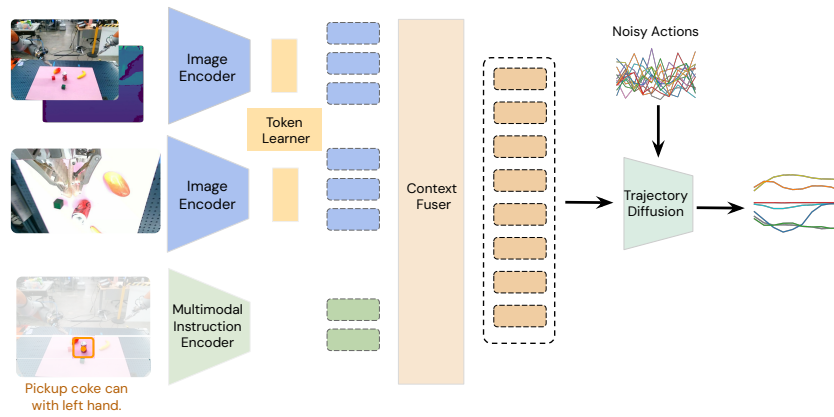 Image
Encoder
Token
Learner
Image
Encoder
Multimodal
Instruction
Encoder
Pickup coke can
with left hand.
Context
Fuser
Noisy Actions
Trajectory
Diffusion